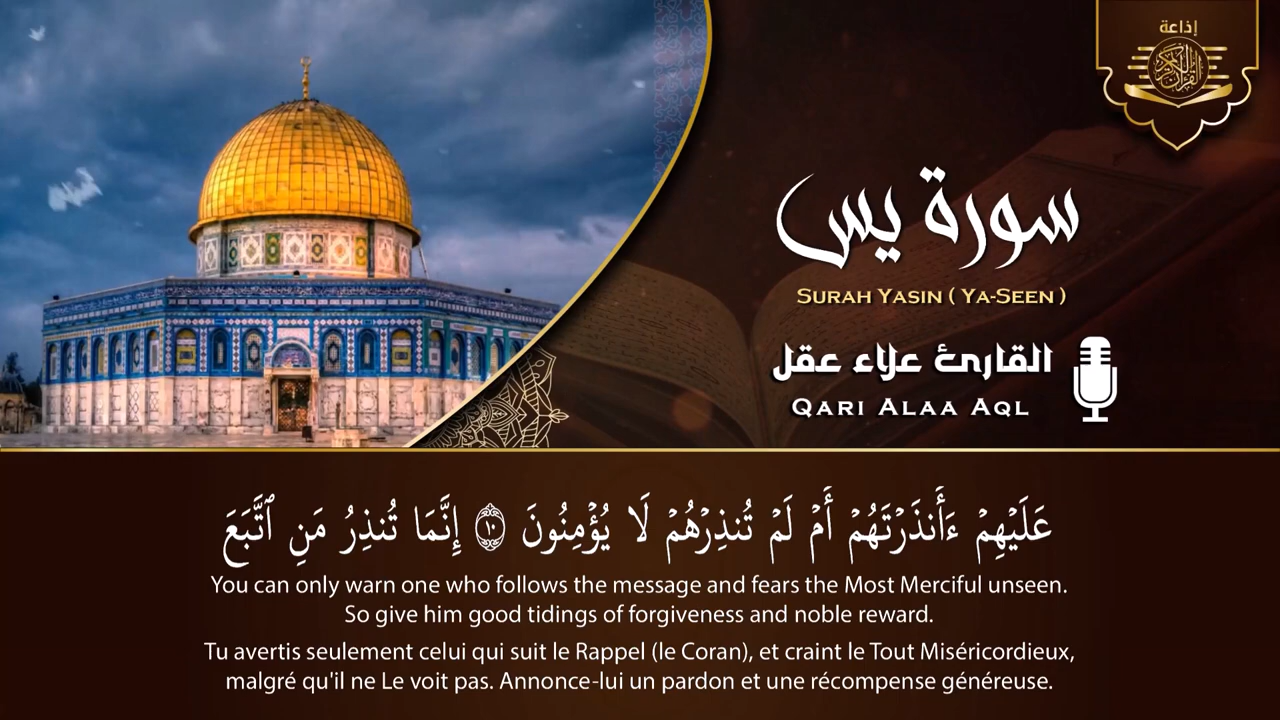 إذاعة
القرآن الكريم
سورة يس
SURAH YASIN ( YA-SEEN )
القارئ علاء عقل
QARI ALAA AQL
عَلَيْهِمْ ءَأَنذَرْتَهُمْ أَمْ لَمْ تُنذِرْهُمْ لَا يُؤْمِنُونَ ١٠ إِنَّمَا تُنذِرُ مَنِ ٱتَّبَعَ
You can only warn one who follows the message and fears the Most Merciful unseen.
So give him good tidings of forgiveness and noble reward.
Tu avertis seulement celui qui suit le Rappel (le Coran), et craint le Tout Miséricordieux,
malgré qu'il ne Le voit pas. Annonce-lui un pardon et une récompense généreuse.